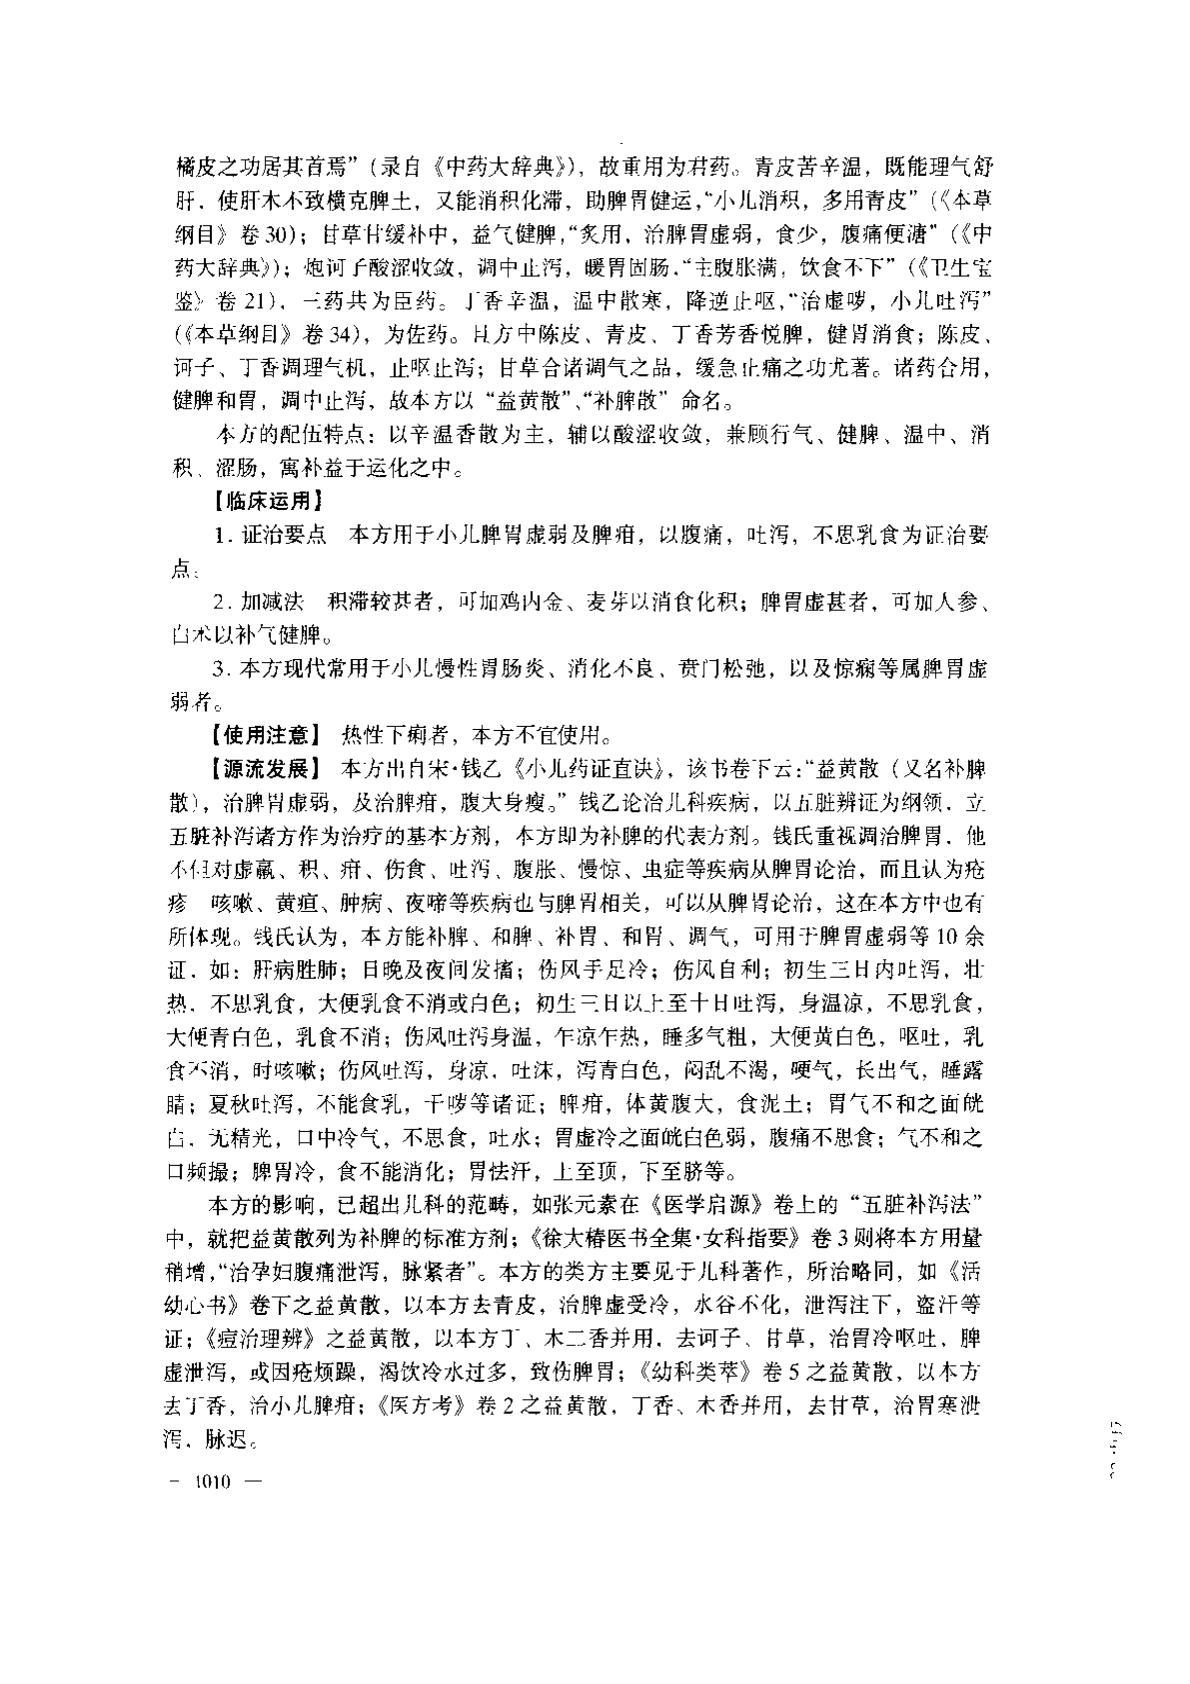 橘皮之功居其首焉”（录自《中药大辞典》），故重用为君药。青皮苦辛温，既能理气舒
肝，使肝木不致横克脾土，又能消积化滞，助脾胃健运，“小儿消积，多用青皮”（《本草
纲目》卷30）；甘草甘缓补中，益气健脾，“炙用，治脾胃虚弱，食少，腹痛便溏”（《中
药大辞典》）；炮诃子酸涩收敛，调中止泻，暖胃固肠，“主腹胀满，饮食不下”（《卫生宝
鉴》卷21），三药共为臣药。丁香辛温，温中散寒，降逆止呕，“治虚哕，小儿吐泻”
（《本草纲目》卷34），为佐药。且方中陈皮、青皮、丁香芳香悦脾，健胃消食；陈皮、
诃子、丁香调理气机，止呕止泻；甘草合诸调气之品，缓急止痛之功尤著。诸药合用，
健脾和胃，调中止泻，故本方以“益黄散”、“补脾散”命名。
本方的配伍特点：以辛温香散为主，辅以酸涩收敛，兼顾行气、健脾、温中、消
积、涩肠，寓补益于运化之中。
【临床运用】
1. 证治要点　本方用于小儿脾胃虚弱及脾疳，以腹痛，吐泻，不思乳食为证治要
点。
2. 加减法　积滞较甚者，可加鸡内金、麦芽以消食化积；脾胃虚甚者，可加人参、
白术以补气健脾。
3. 本方现代常用于小儿慢性胃肠炎、消化不良、贲门松弛，以及惊痫等属脾胃虚
弱者。
【使用注意】　热性下痢者，本方不宜使用。
【源流发展】　本方出自宋·钱乙《小儿药证直诀》，该书卷下云：“益黄散（又名补脾
散），治脾胃虚弱，及治脾疳，腹大身瘦。”钱乙论治儿科疾病，以五脏辨证为纲领，立
五脏补泻诸方作为治疗的基本方剂，本方即为补脾的代表方剂。钱氏重视调治脾胃，他
不但对虚羸、积、疳、伤食、吐泻、腹胀、慢惊、虫症等疾病从脾胃论治，而且认为疮
疹　咳嗽、黄疸、肿病、夜啼等疾病也与脾胃相关，可以从脾胃论治，这在本方中也有
所体现。钱氏认为，本方能补脾、和脾、补胃、和胃、调气，可用于脾胃虚弱等10余
证，如：肝病胜肺；日晚及夜间发搐；伤风手足冷；伤风自利；初生三日内吐泻，壮
热，不思乳食，大便乳食不消或白色；初生三日以上至十日吐泻，身温凉，不思乳食，
大便青白色，乳食不消；伤风吐泻身温，乍凉乍热，睡多气粗，大便黄白色，呕吐，乳
食不消，时咳嗽；伤风吐泻，身凉，吐沫，泻青白色，闷乱不渴，哽气，长出气，睡露
睛；夏秋吐泻，不能食乳，干哕等诸证；脾疳，体黄腹大，食泥土；胃气不和之面㿠
白，无精光，口中冷气，不思食，吐水；胃虚冷之面㿠白色弱，腹痛不思食；气不和之
口频撮；脾胃冷，食不能消化；胃怯汗，上至顶，下至脐等。
本方的影响，已超出儿科的范畴，如张元素在《医学启源》卷上的“五脏补泻法”
中，就把益黄散列为补脾的标准方剂；《徐大椿医书全集·女科指要》卷3则将本方用量
稍增，“治孕妇腹痛泄泻，脉紧者”。本方的类方主要见于儿科著作，所治略同，如《活
幼心书》卷下之益黄散，以本方去青皮，治脾虚受冷，水谷不化，泄泻注下，盗汗等
证；《痘治理辨》之益黄散，以本方丁、木二香并用，去诃子、甘草，治胃冷呕吐，脾
虚泄泻，或因疮烦躁，渴饮冷水过多，致伤脾胃；《幼科类萃》卷5之益黄散，以本方
去丁香，治小儿脾疳；《医方考》卷2之益黄散，丁香、木香并用，去甘草，治胃寒泄
泻，脉迟。
— 1010 —